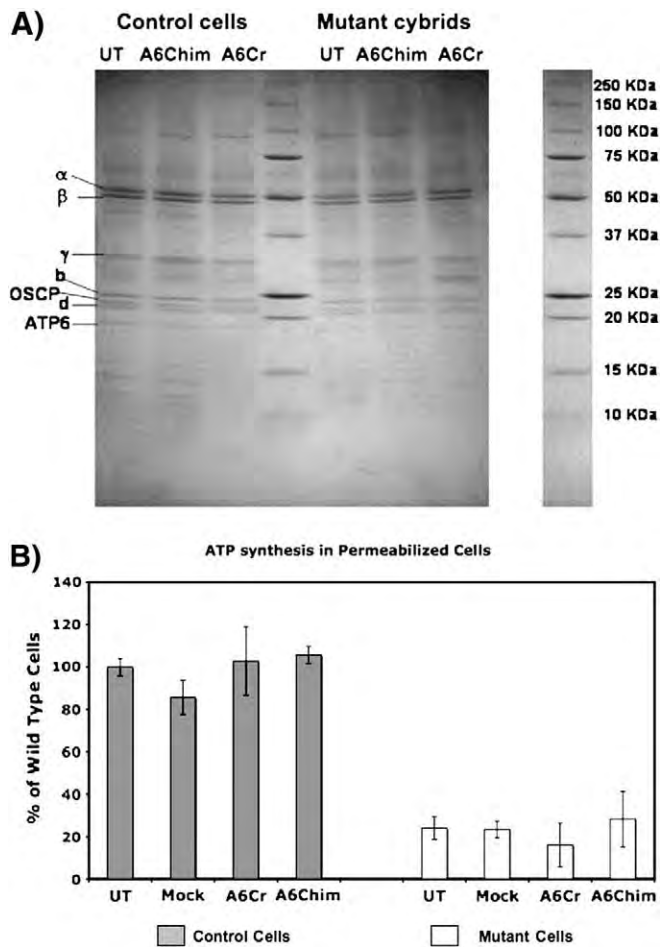 A)
Control cells Mutant cybrids
UT A6Chim A6Cr UT A6Chim A6Cr
250 KDa
150 KDa
100 KDa
75 KDa
α
β
50 KDa
37 KDa
γ
b
25 KDa
OSCP
d
20 KDa
ATP6
15 KDa
10 KDa
B)
ATP synthesis in Permeabilized Cells
% of Wild Type Cells
140
120
100
80
60
40
20
0
UT Mock A6Cr A6Chim UT Mock A6Cr A6Chim
Control Cells Mutant Cells